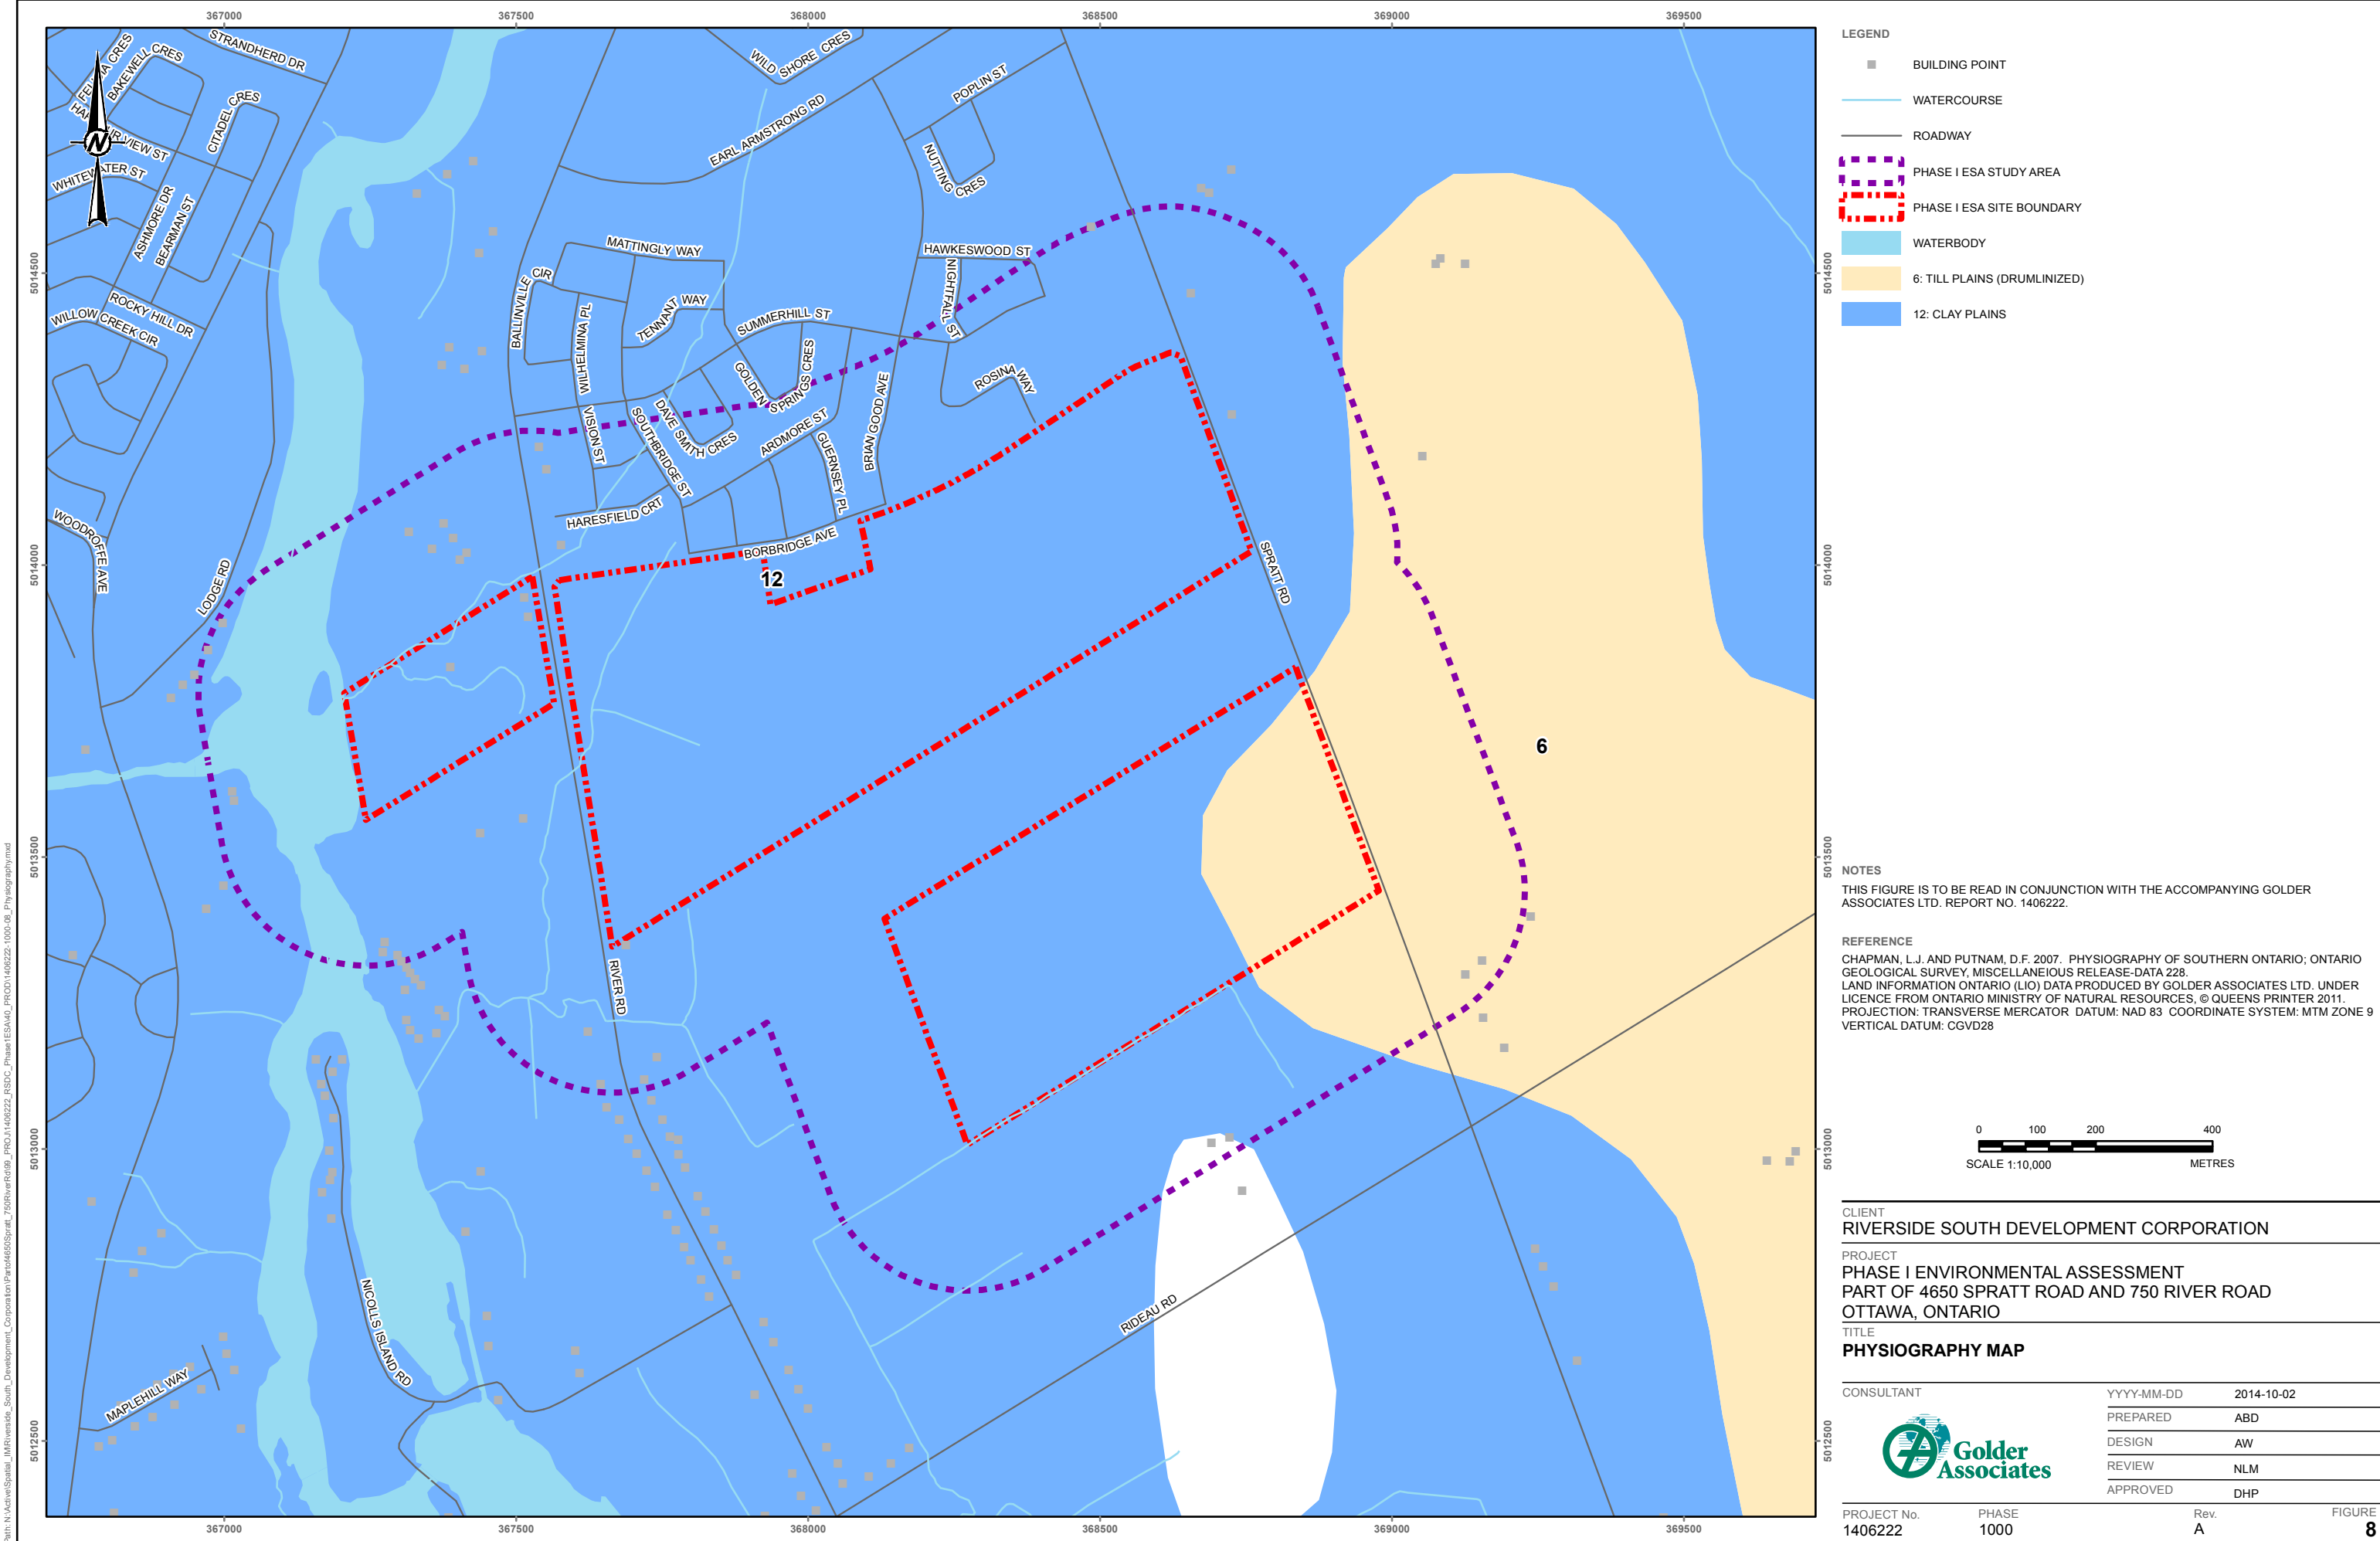 367000
367500
368000
368500
369000
369500
STRANDHERD DR
BAKEWELL CRES
CITADEL CRES
WHITEWATER ST
ASHMORE DR
BEARMAN ST
ROCKY HILL DR
WILLOW CREEK CIR
WOODROFFE AVE
LODGE RD
WILD SHORE CRES
EARL ARMSTRONG RD
POPLIN ST
NUTTING CRES
MATTINGLY WAY
BALLINVILLE CIR
WILHELMINA PL
TENNANT WAY
SUMMERHILL ST
HAWKESWOOD ST
NIGHTFALL ST
ROSINA WAY
GOLDEN SPRINGS CRES
DAVE SMITH CRES
SOUTHBRIDGE ST
VISION ST
ARDMORE ST
GUERNSEY PL
BRIAN GOOD AVE
HARESFIELD CRT
BORBRIDGE AVE
12
SPRATT RD
6
RIVER RD
RIDEAU RD
NICOLLS ISLAND RD
MAPLEHILL WAY
N
5014500
5014000
5013500
5013000
5012500
5014500
5014000
5013500
5013000
5012500
367000
367500
368000
368500
369000
369500
LEGEND
BUILDING POINT
WATERCOURSE
ROADWAY
PHASE I ESA STUDY AREA
PHASE I ESA SITE BOUNDARY
WATERBODY
6: TILL PLAINS (DRUMLINIZED)
12: CLAY PLAINS
NOTES
THIS FIGURE IS TO BE READ IN CONJUNCTION WITH THE ACCOMPANYING GOLDER
ASSOCIATES LTD. REPORT NO. 1406222.
REFERENCE
CHAPMAN, L.J. AND PUTNAM, D.F. 2007. PHYSIOGRAPHY OF SOUTHERN ONTARIO; ONTARIO
GEOLOGICAL SURVEY, MISCELLANEIOUS RELEASE-DATA 228.
LAND INFORMATION ONTARIO (LIO) DATA PRODUCED BY GOLDER ASSOCIATES LTD. UNDER
LICENCE FROM ONTARIO MINISTRY OF NATURAL RESOURCES, © QUEENS PRINTER 2011.
PROJECTION: TRANSVERSE MERCATOR DATUM: NAD 83 COORDINATE SYSTEM: MTM ZONE 9
VERTICAL DATUM: CGVD28
0 100 200 400
SCALE 1:10,000 METRES
CLIENT
RIVERSIDE SOUTH DEVELOPMENT CORPORATION
PROJECT
PHASE I ENVIRONMENTAL ASSESSMENT
PART OF 4650 SPRATT ROAD AND 750 RIVER ROAD
OTTAWA, ONTARIO
TITLE
PHYSIOGRAPHY MAP
CONSULTANT
Golder
Associates
YYYY-MM-DD 2014-10-02
PREPARED ABD
DESIGN AW
REVIEW NLM
APPROVED DHP
PROJECT No. PHASE Rev. FIGURE
1406222 1000 A 8